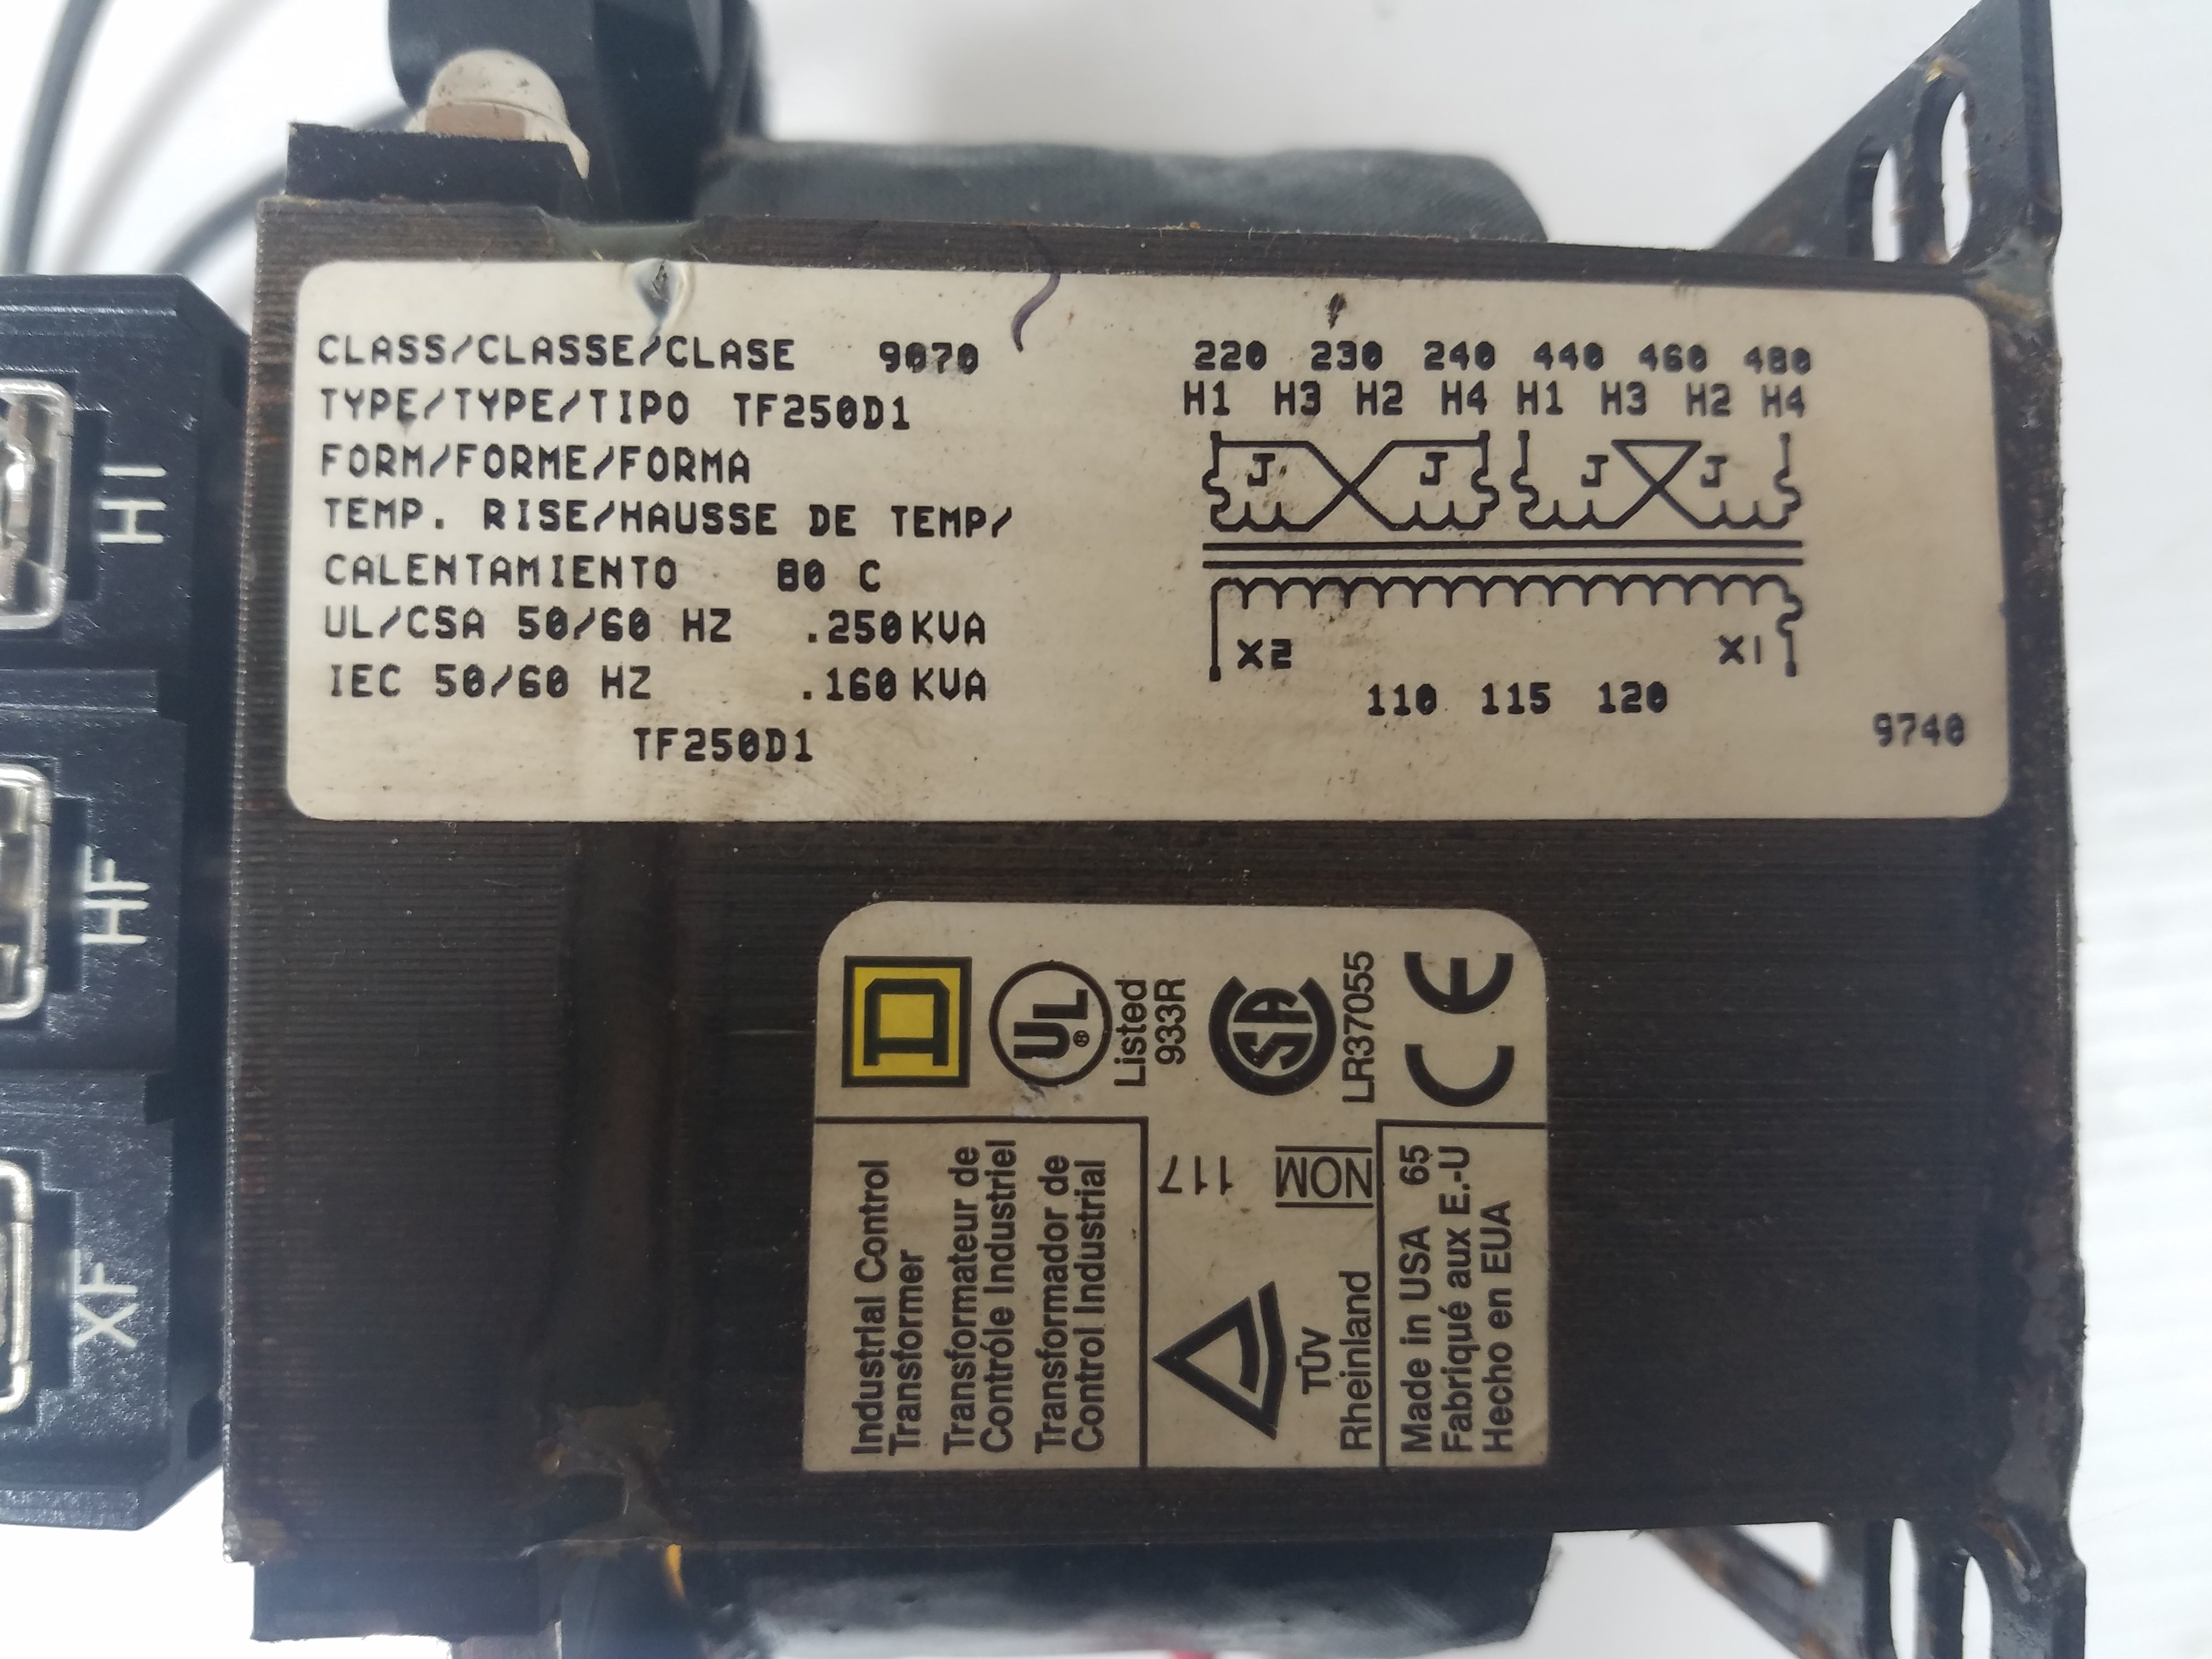 CLASS/CLASSE/CLASE 9070
TYPE/TYPE/TIPO TF250D1
FORM/FORME/FORMA
TEMP. RISE/HAUSSE DE TEMP/
CALENTAMIENTO 80 C
UL/CSA 50/60 HZ .250 KVA
IEC 50/60 HZ .160 KVA
TF250D1
220 230 240 440 460 480
H1 H3 H2 H4 H1 H3 H2 H4
J J J J
X2 X1
110 115 120
9740
H1
HF
XF
D
UL ®
Listed
933R
SA
LR37055
CE
Industrial Control
Transformer
Transformateur de
Contrôle Industriel
Transformador de
Control Industrial
117
NOM
TÜV
Rheinland
Made in USA 65
Fabriqué aux E.-U
Hecho en EUA